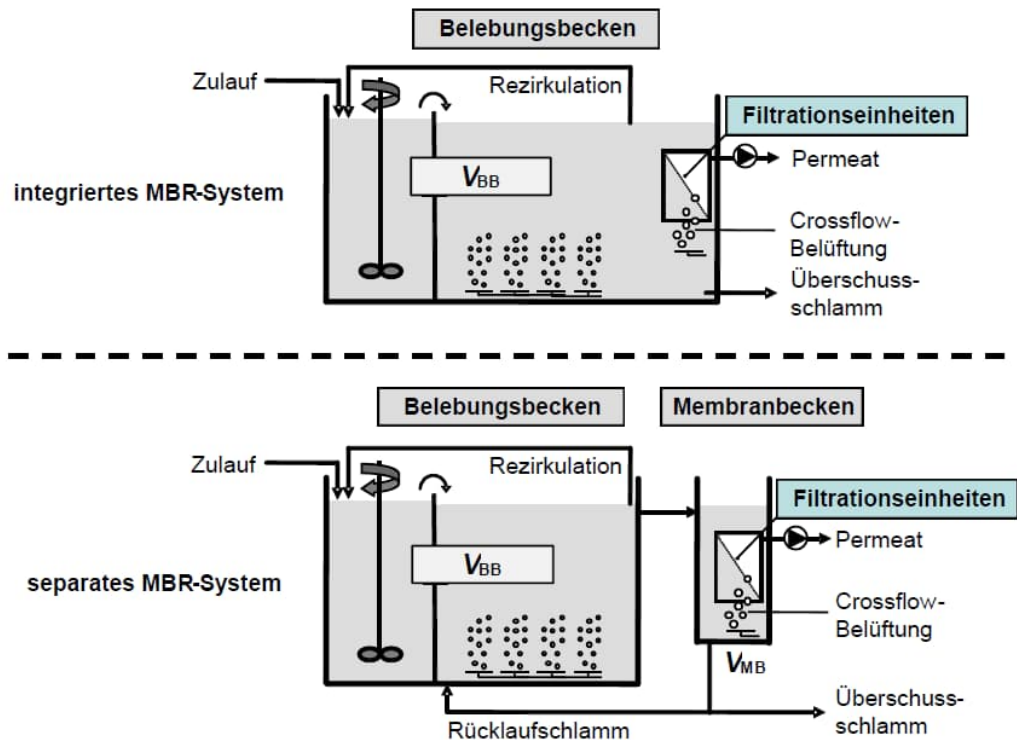 Belebungsbecken
Zulauf
Rezirkulation
Filtrationseinheiten
Permeat
integriertes MBR-System
VBB
Crossflow-
Belüftung
Überschuss-
schlamm
Belebungsbecken
Membranbecken
Zulauf
Rezirkulation
Filtrationseinheiten
Permeat
separates MBR-System
VBB
Crossflow-
Belüftung
VMB
Überschuss-
schlamm
Rücklaufschlamm